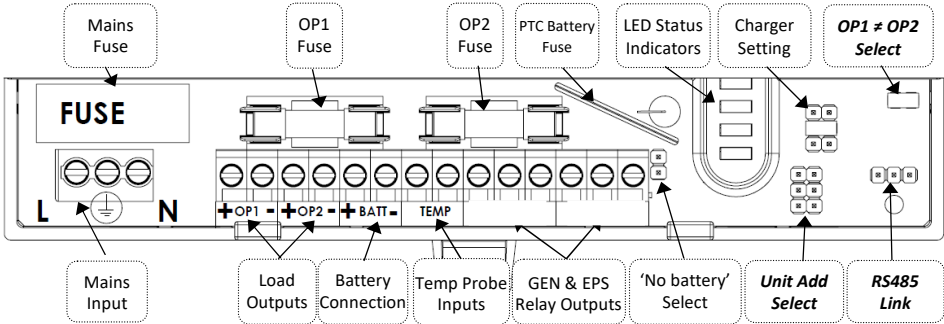 Mains
Fuse
OP1
Fuse
OP2
Fuse
PTC Battery
Fuse
LED Status
Indicators
Charger
Setting
OP1 ≠ OP2
Select
FUSE
L
N
+ OP1 -
+ OP2 -
+ BATT -
TEMP
Mains
Input
Load
Outputs
Battery
Connection
Temp Probe
Inputs
GEN & EPS
Relay Outputs
'No battery'
Select
Unit Add
Select
RS485
Link